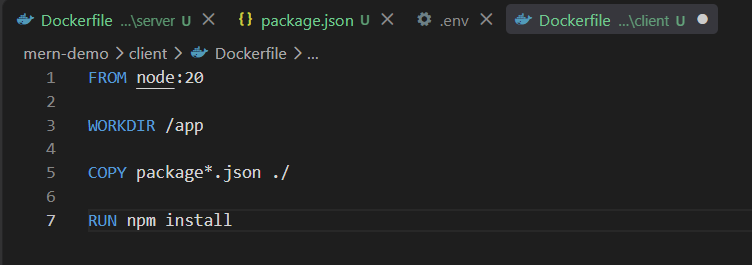 Dockerfile ...\server U
package.json U
.env
Dockerfile ...\client U
mern-demo > client > Dockerfile > ...
1 FROM node:20
2
3 WORKDIR /app
4
5 COPY package*.json ./
6
7 RUN npm install